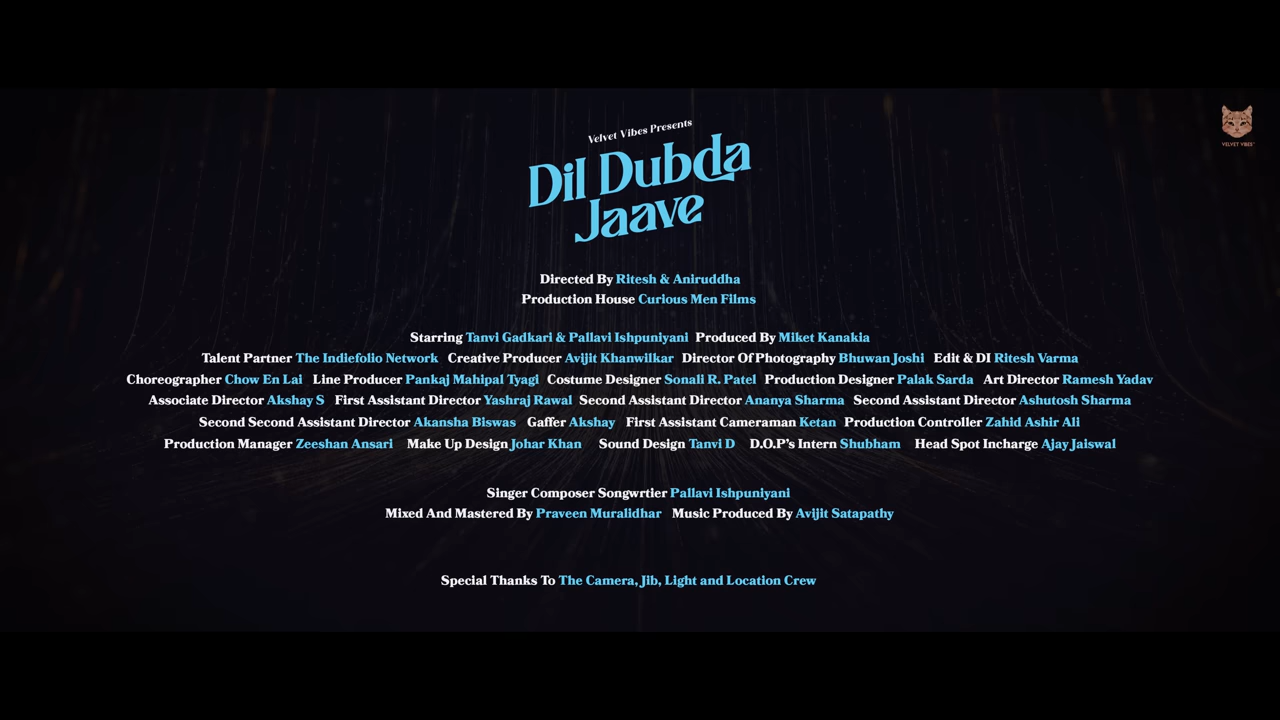 Velvet Vibes Presents
Dil Dubda
Jaave
VELVET VIBES
Directed By Ritesh & Aniruddha
Production House Curious Men Films
Starring Tanvi Gadkari & Pallavi Ishpuniyani Produced By Miket Kanakia
Talent Partner The Indiefolio Network Creative Producer Avijit Khanwilkar Director Of Photography Bhuwan Joshi Edit & DI Ritesh Varma
Choreographer Chow En Lai Line Producer Pankaj Mahipal Tyagi Costume Designer Sonali R. Patel Production Designer Palak Sarda Art Director Ramesh Yadav
Associate Director Akshay S First Assistant Director Yashraj Rawal Second Assistant Director Ananya Sharma Second Assistant Director Ashutosh Sharma
Second Second Assistant Director Akansha Biswas Gaffer Akshay First Assistant Cameraman Ketan Production Controller Zahid Ashir Ali
Production Manager Zeeshan Ansari Make Up Design Johar Khan Sound Design Tanvi D D.O.P's Intern Shubham Head Spot Incharge Ajay Jaiswal
Singer Composer Songwrtier Pallavi Ishpuniyani
Mixed And Mastered By Praveen Muralidhar Music Produced By Avijit Satapathy
Special Thanks To The Camera, Jib, Light and Location Crew